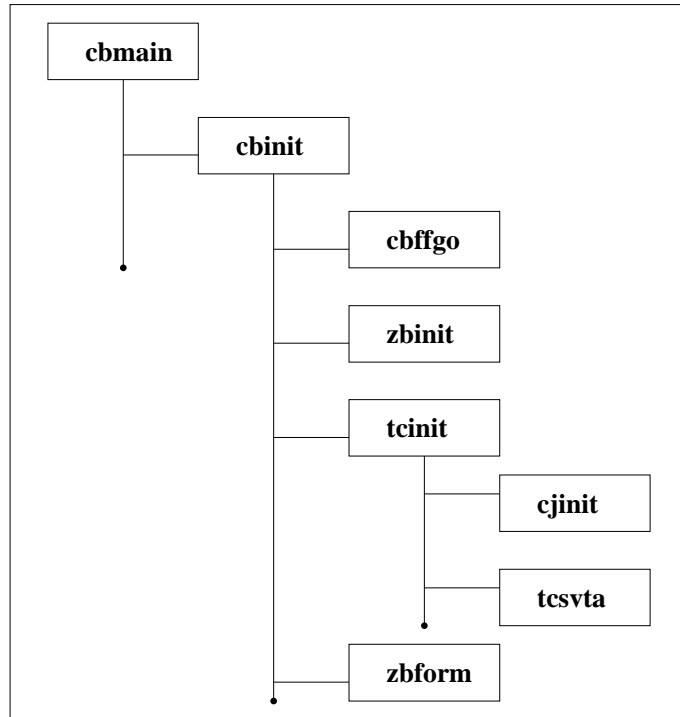 cbmain
cbinit
cbffgo
zbinit
tcinit
cjinit
tcsvta
zbform